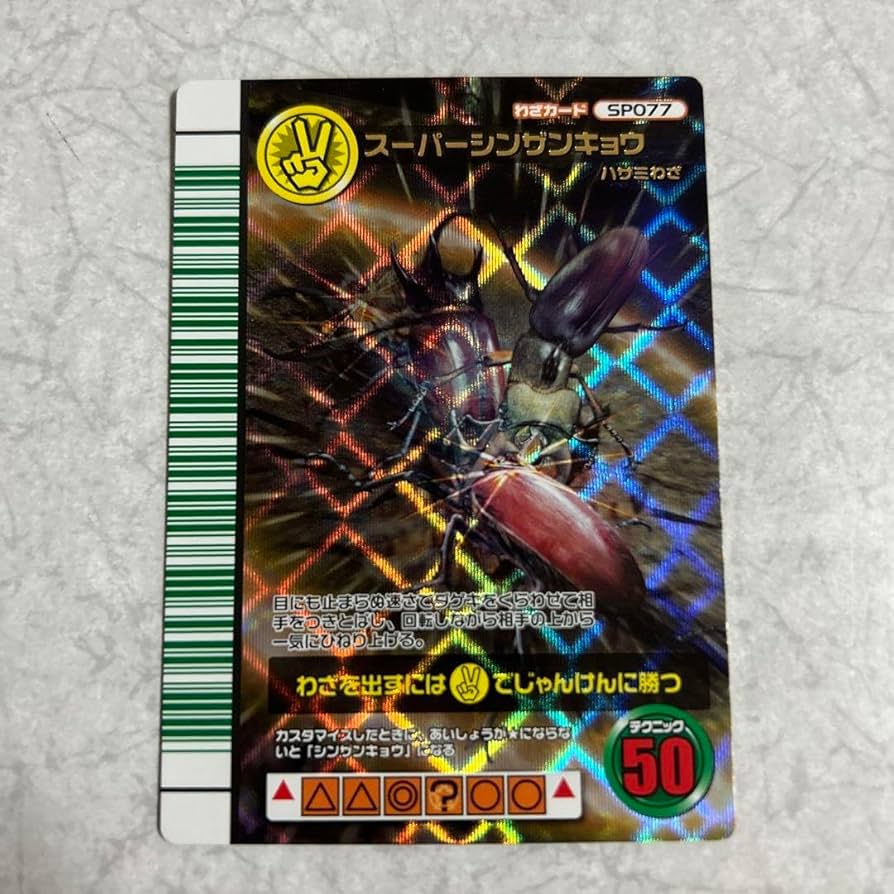 わざカード SP077
スーパーシンザンキョウ
ハサミわざ
目にも止まらぬ速さでダゲキをくらわせて相
手をつきとばし、回転しながら相手の上から
一気にひねり上げる。
わざを出すには でじゃんけんに勝つ
カスタマイズしたときに、あいしょうが★にならな
いと「シンザンキョウ」になる
テクニック
50
▲ △ △ ◎ ? ○ ○ ▲